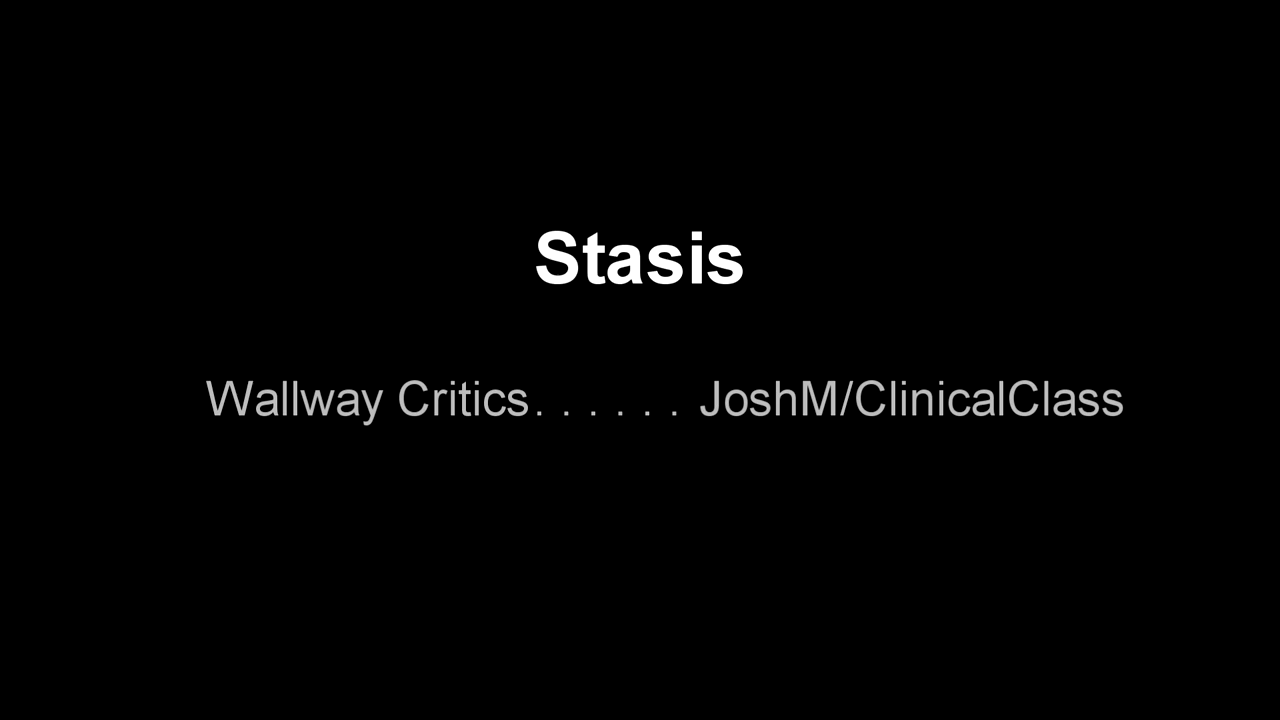 Stasis
Wallway Critics. . . . . . JoshM/ClinicalClass